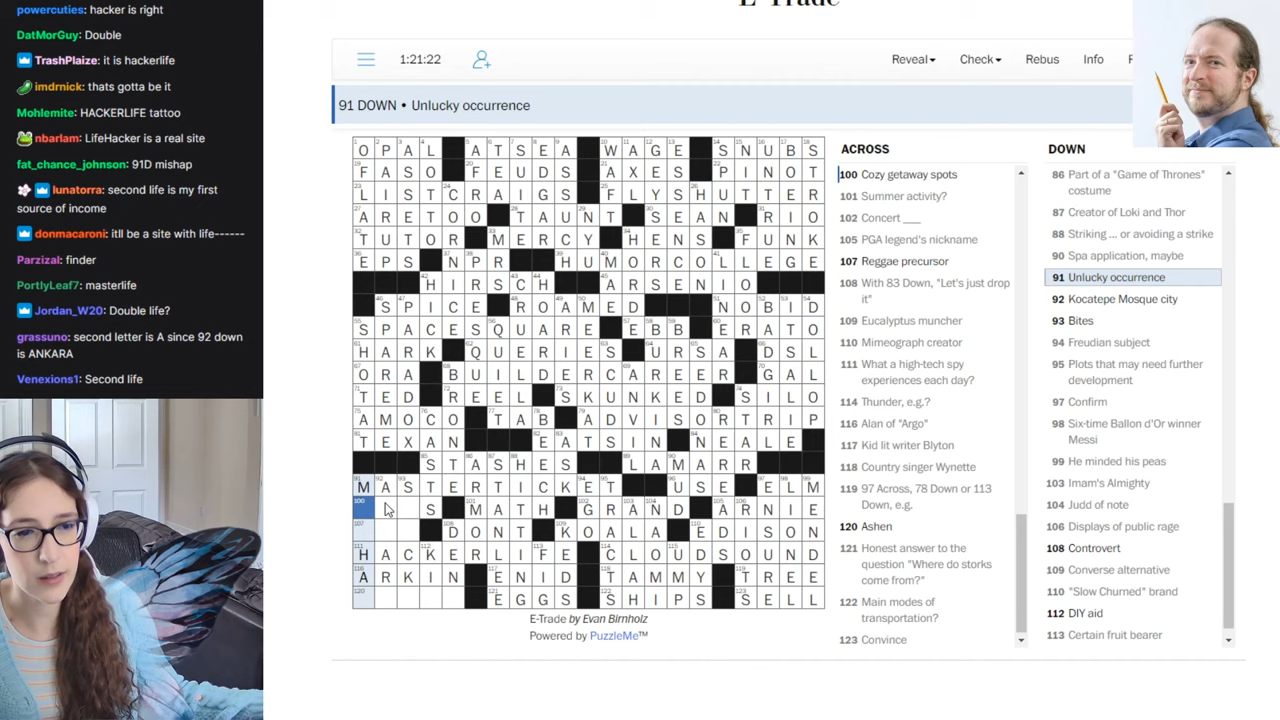 powercuties: hacker is right
DatMorGuy: Double
TrashPlaize: it is hackerlife
imdrnick: thats gotta be it
Mohlemite: HACKERLIFE tattoo
nbarlam: LifeHacker is a real site
fat_chance_johnson: 91D mishap
lunatorra: second life is my first
source of income
donmacaroni: itll be a site with life------
Parzizal: finder
PortlyLeaf7: masterlife
Jordan_W20: Double life?
grassuno: second letter is A since 92 down
is ANKARA
Venexions1: Second life
E-Trade
1:21:22
Reveal
Check
Rebus
Info
91 DOWN • Unlucky occurrence
O P A L A T S E A W A G E S N U B S
F A S O F E U D S A X E S P I N O T
L I S T C R A I G S F L Y S H U T T E R
A R E T O O T A U N T S E A N R I O
T U T O R M E R C Y H E N S F U N K
E P S N P R H U M O R C O L L E G E
H I R S C H A R S E N I O
S P I C E R O A M E D N O B I D
S P A C E S Q U A R E E B B E R A T O
H A R K Q U E R I E S U R S A D S L
O R A B U I L D E R C A R E E R G A L
T E D R E E L S K U N K E D S I L O
A M O C O T A B A D V I S O R T R I P
T E X A N E A T S I N N E A L E
S T A S H E S L A M A R R
M A S T E R T I C K E T U S E E L M
S M A T H G R A N D A R N I E
D O N T K O A L A E D I S O N
H A C K E R L I F E C L O U D S O U N D
A R K I N E N I D T A M M Y T R E E
E G G S S H I P S S E L L
E-Trade by Evan Birnholz
Powered by PuzzleMe™
ACROSS
100 Cozy getaway spots
101 Summer activity?
102 Concert ___
105 PGA legend's nickname
107 Reggae precursor
108 With 83 Down, "Let's just drop
it"
109 Eucalyptus muncher
110 Mimeograph creator
111 What a high-tech spy
experiences each day?
114 Thunder, e.g.?
116 Alan of "Argo"
117 Kid lit writer Blyton
118 Country singer Wynette
119 97 Across, 78 Down or 113
Down, e.g.
120 Ashen
121 Honest answer to the
question "Where do storks
come from?"
122 Main modes of
transportation?
123 Convince
DOWN
86 Part of a "Game of Thrones"
costume
87 Creator of Loki and Thor
88 Striking ... or avoiding a strike
90 Spa application, maybe
91 Unlucky occurrence
92 Kocatepe Mosque city
93 Bites
94 Freudian subject
95 Plots that may need further
development
97 Confirm
98 Six-time Ballon d'Or winner
Messi
99 He minded his peas
103 Imam's Almighty
104 Judd of note
106 Displays of public rage
108 Controvert
109 Converse alternative
110 "Slow Churned" brand
112 DIY aid
113 Certain fruit bearer